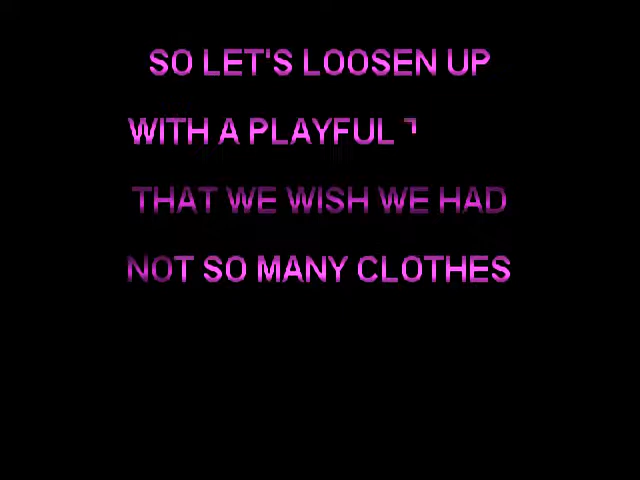 SO LET'S LOOSEN UP
WITH A PLAYFUL
THAT WE WISH WE HAD
NOT SO MANY CLOTHES